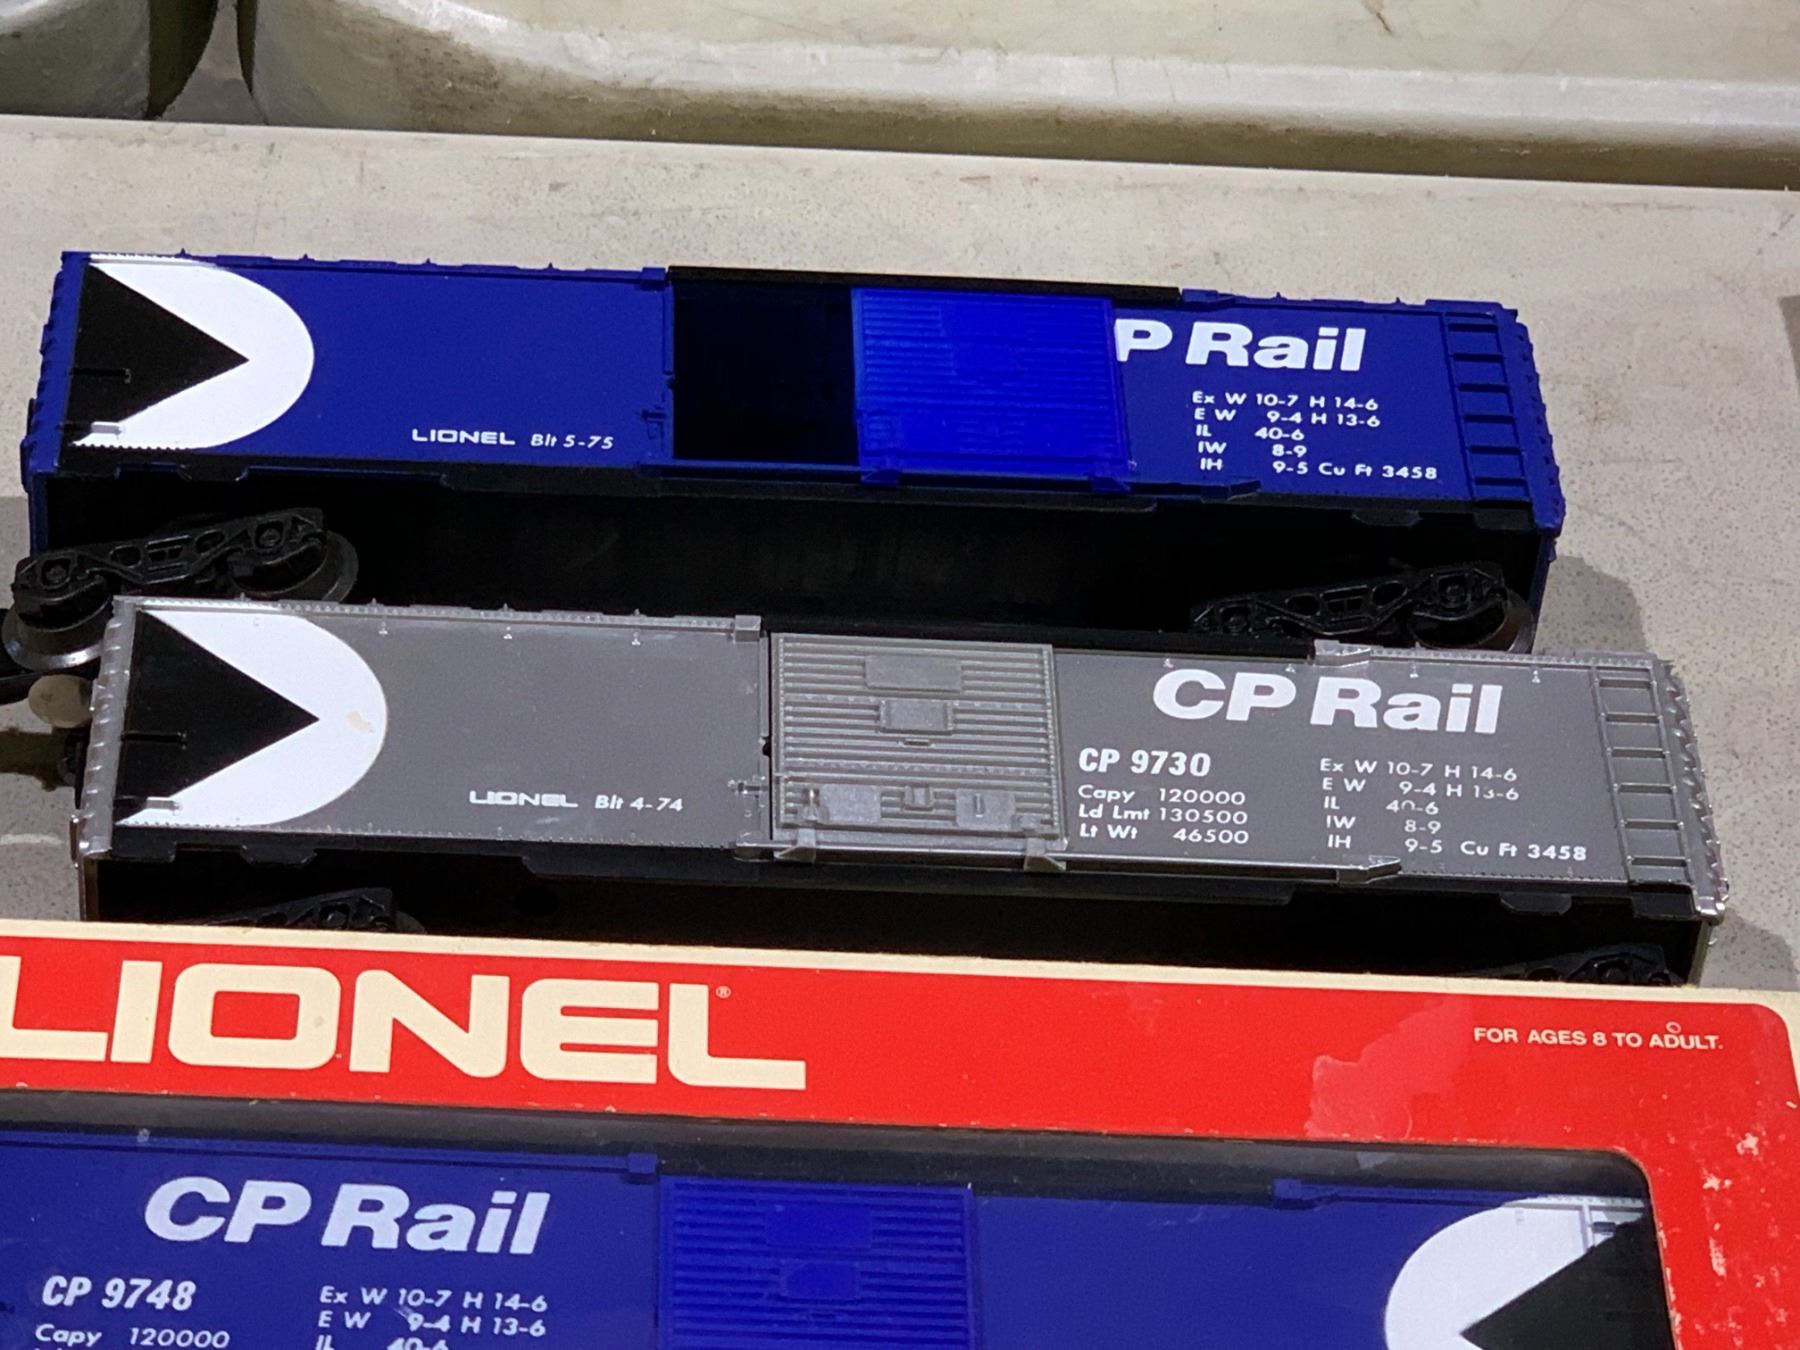 P Rail
LIONEL Blt 5-75
Ex W 10-7 H 14-6
E W 9-4 H 13-6
IL 40-6
IW 8-9
IH 9-5 Cu Ft 3458
CP Rail
CP 9730
Capy 120000
Ld Lmt 130500
Lt Wt 46500
LIONEL Blt 4-74
Ex W 10-7 H 14-6
E W 9-4 H 13-6
IL 40-6
IW 8-9
IH 9-5 Cu Ft 3458
LIONEL®
FOR AGES 8 TO ADULT.
CP Rail
CP 9748
Capy 120000
Ex W 10-7 H 14-6
E W 9-4 H 13-6
IL 40-6